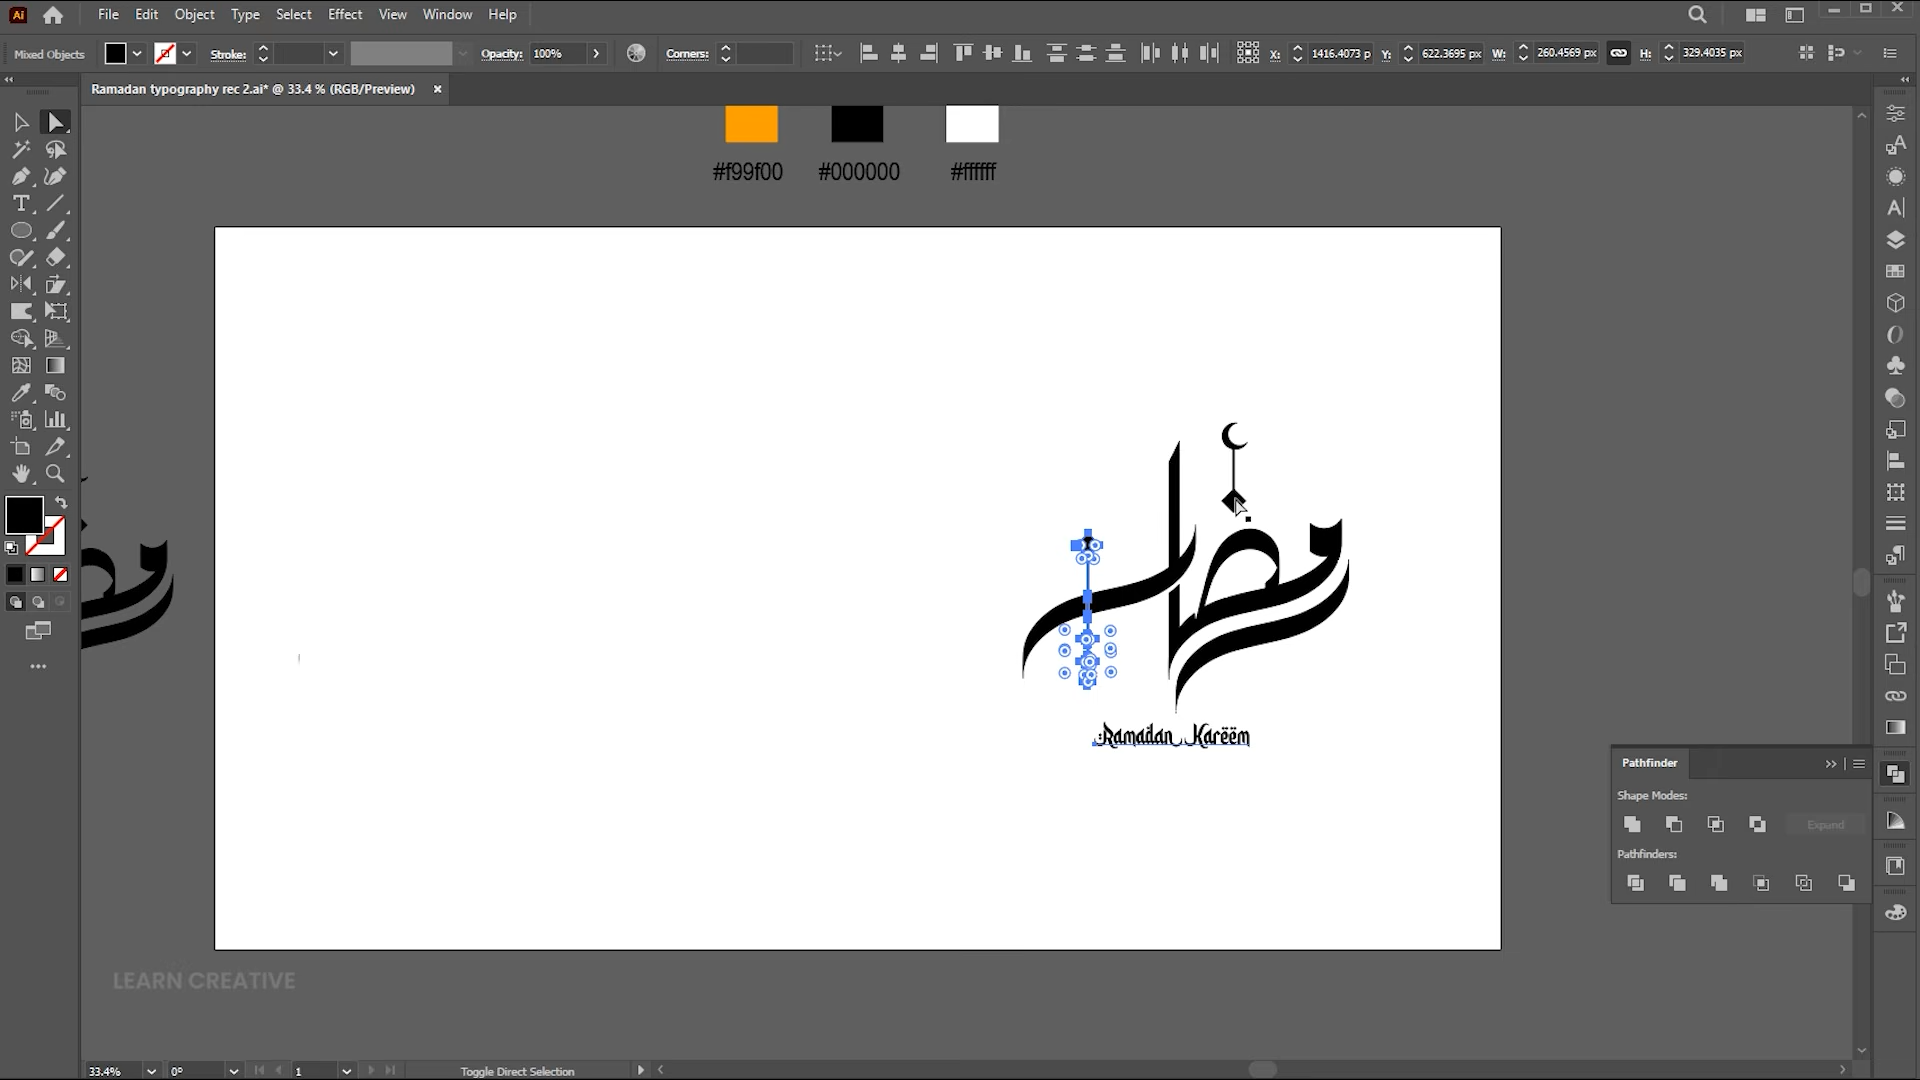 Ai File Edit Object Type Select Effect View Window Help
Mixed Objects Stroke: Opacity: 100% Corners: X: 1416.4073 p Y: 622.3695 px W: 260.4569 px H: 329.4035 px
Ramadan typography rec 2.ai* @ 33.4 % (RGB/Preview)
#f99f00 #000000 #ffffff
Ramadan Kareem
Pathfinder
Shape Modes:
Expand
Pathfinders:
LEARN CREATIVE
33.4% 0° 1 Toggle Direct Selection